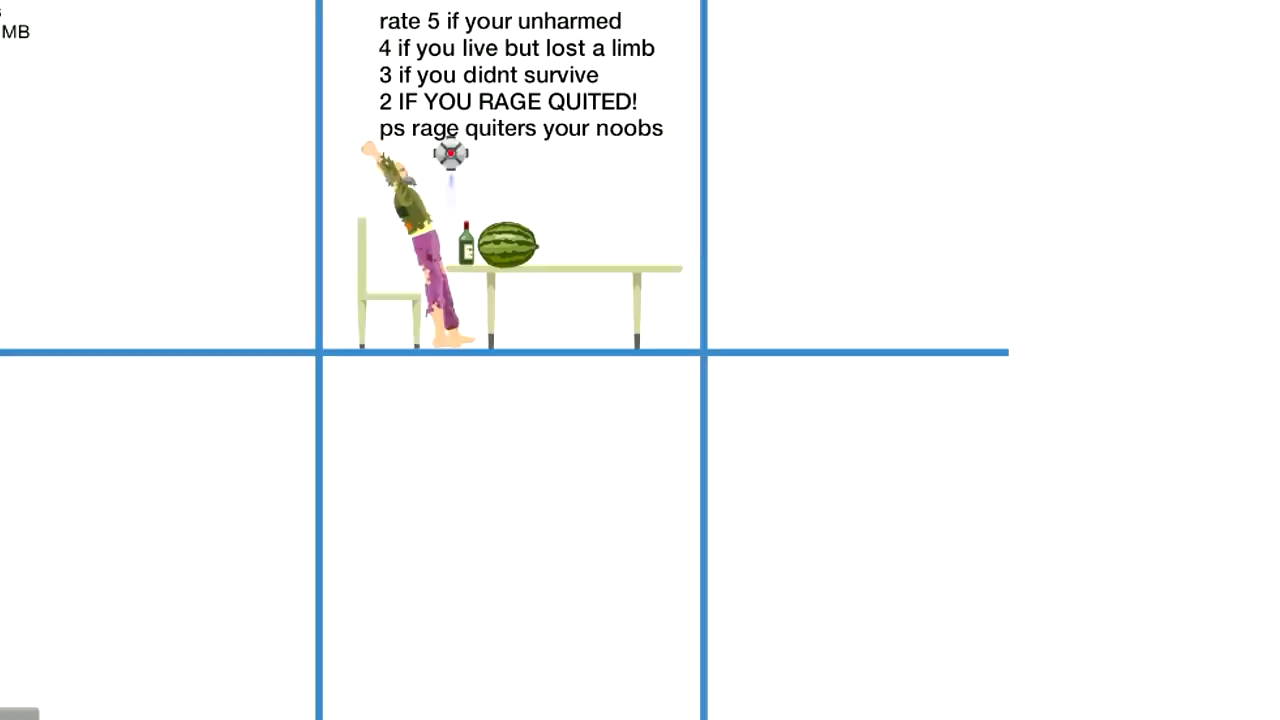 MB
rate 5 if your unharmed
4 if you live but lost a limb
3 if you didnt survive
2 IF YOU RAGE QUITED!
ps rage quiters your noobs